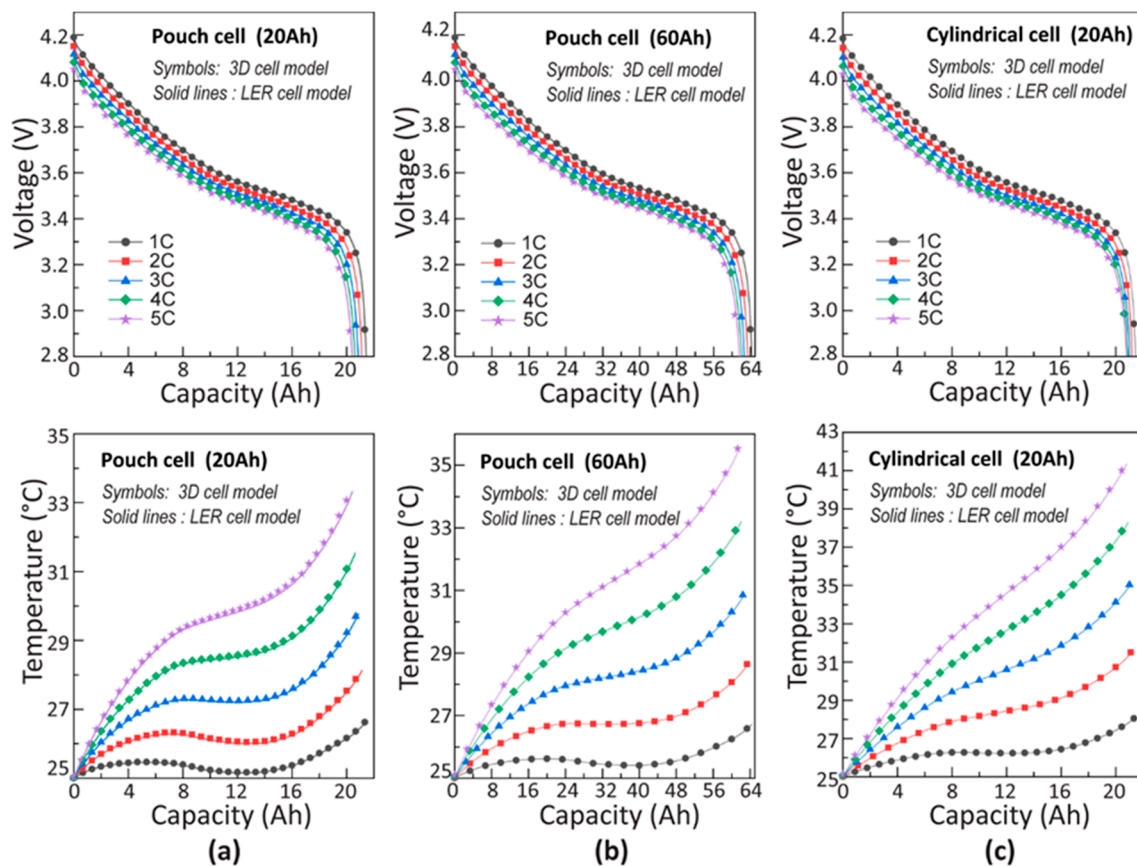 Pouch cell (20Ah)
Symbols: 3D cell model
Solid lines : LER cell model
Voltage (V)
4.2
4.0
3.8
3.6
3.4
3.2
3.0
2.8
1C
2C
3C
4C
5C
0 4 8 12 16 20
Capacity (Ah)
Pouch cell (60Ah)
Symbols: 3D cell model
Solid lines : LER cell model
Voltage (V)
4.2
4.0
3.8
3.6
3.4
3.2
3.0
2.8
1C
2C
3C
4C
5C
0 8 16 24 32 40 48 56 64
Capacity (Ah)
Cylindrical cell (20Ah)
Symbols: 3D cell model
Solid lines : LER cell model
Voltage (V)
4.2
4.0
3.8
3.6
3.4
3.2
3.0
2.8
1C
2C
3C
4C
5C
0 4 8 12 16 20
Capacity (Ah)
Pouch cell (20Ah)
Symbols: 3D cell model
Solid lines : LER cell model
Temperature (°C)
35
33
31
29
27
25
0 4 8 12 16 20
Capacity (Ah)
(a)
Pouch cell (60Ah)
Symbols: 3D cell model
Solid lines : LER cell model
Temperature (°C)
35
33
31
29
27
25
0 8 16 24 32 40 48 56 64
Capacity (Ah)
(b)
Cylindrical cell (20Ah)
Symbols: 3D cell model
Solid lines : LER cell model
Temperature (°C)
43
41
39
37
35
33
31
29
27
25
0 4 8 12 16 20
Capacity (Ah)
(c)